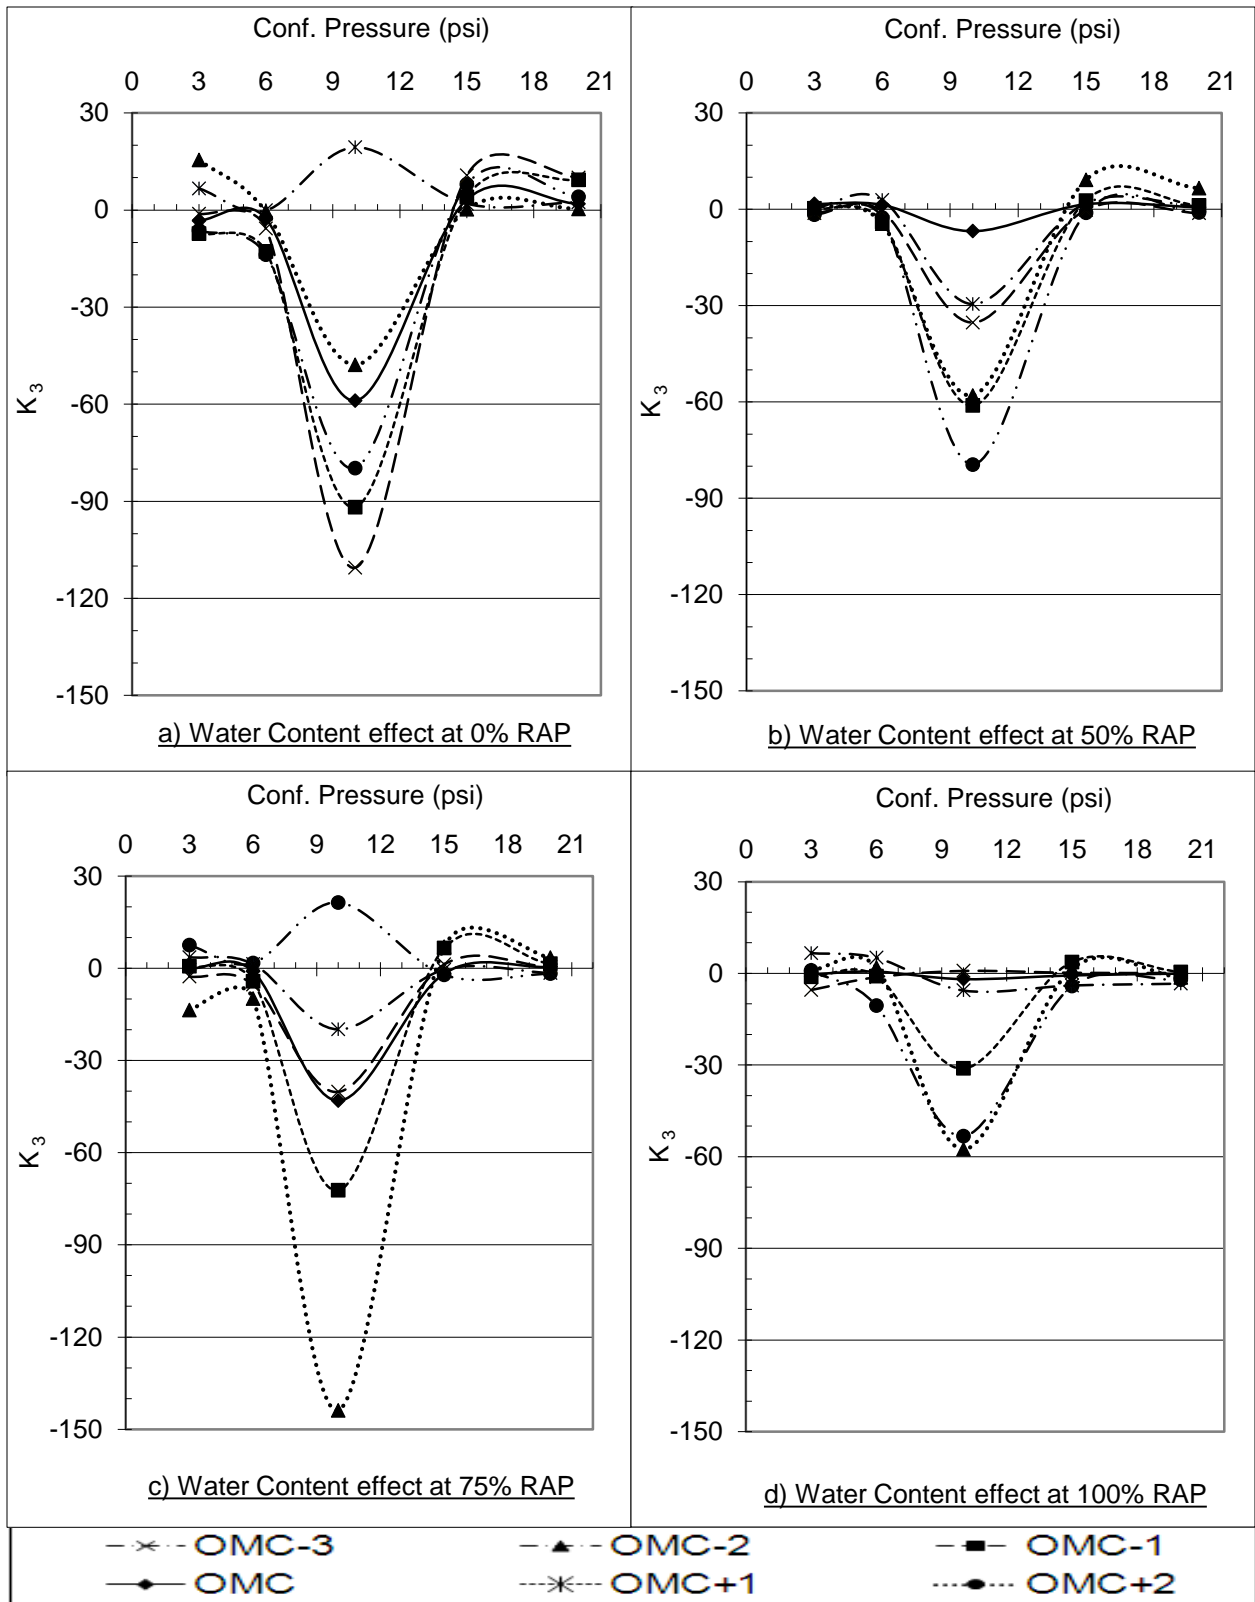 Conf. Pressure (psi)
0 3 6 9 12 15 18 21
30
0
-30
-60
-90
-120
-150
K3
a) Water Content effect at 0% RAP
Conf. Pressure (psi)
0 3 6 9 12 15 18 21
30
0
-30
-60
-90
-120
-150
K3
b) Water Content effect at 50% RAP
Conf. Pressure (psi)
0 3 6 9 12 15 18 21
30
0
-30
-60
-90
-120
-150
K3
c) Water Content effect at 75% RAP
Conf. Pressure (psi)
0 3 6 9 12 15 18 21
30
0
-30
-60
-90
-120
-150
K3
d) Water Content effect at 100% RAP
OMC-3 OMC-2 OMC-1
OMC OMC+1 OMC+2